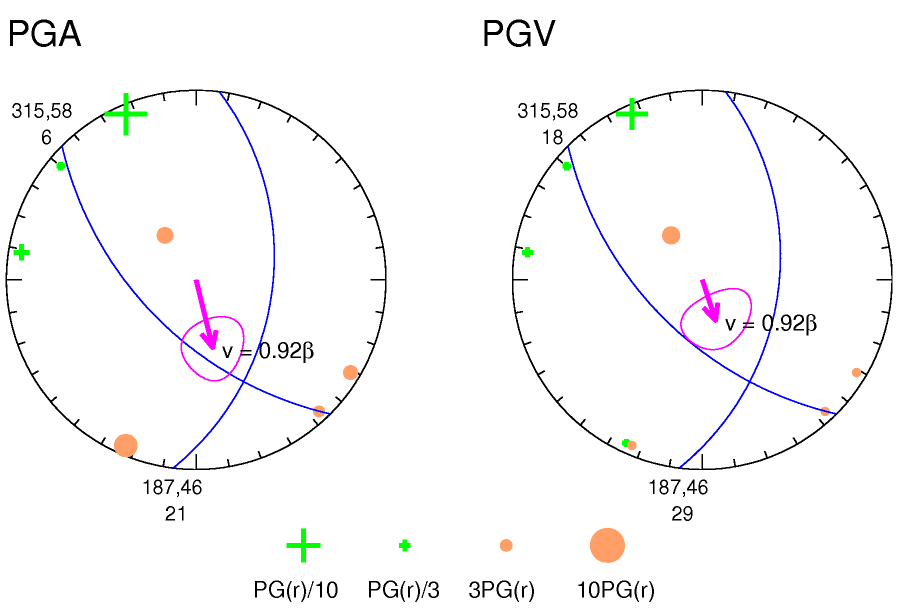 PGA PGV
315,58 315,58
6 18
v = 0.92β v = 0.92β
187,46 187,46
21 29
PG(r)/10 PG(r)/3 3PG(r) 10PG(r)